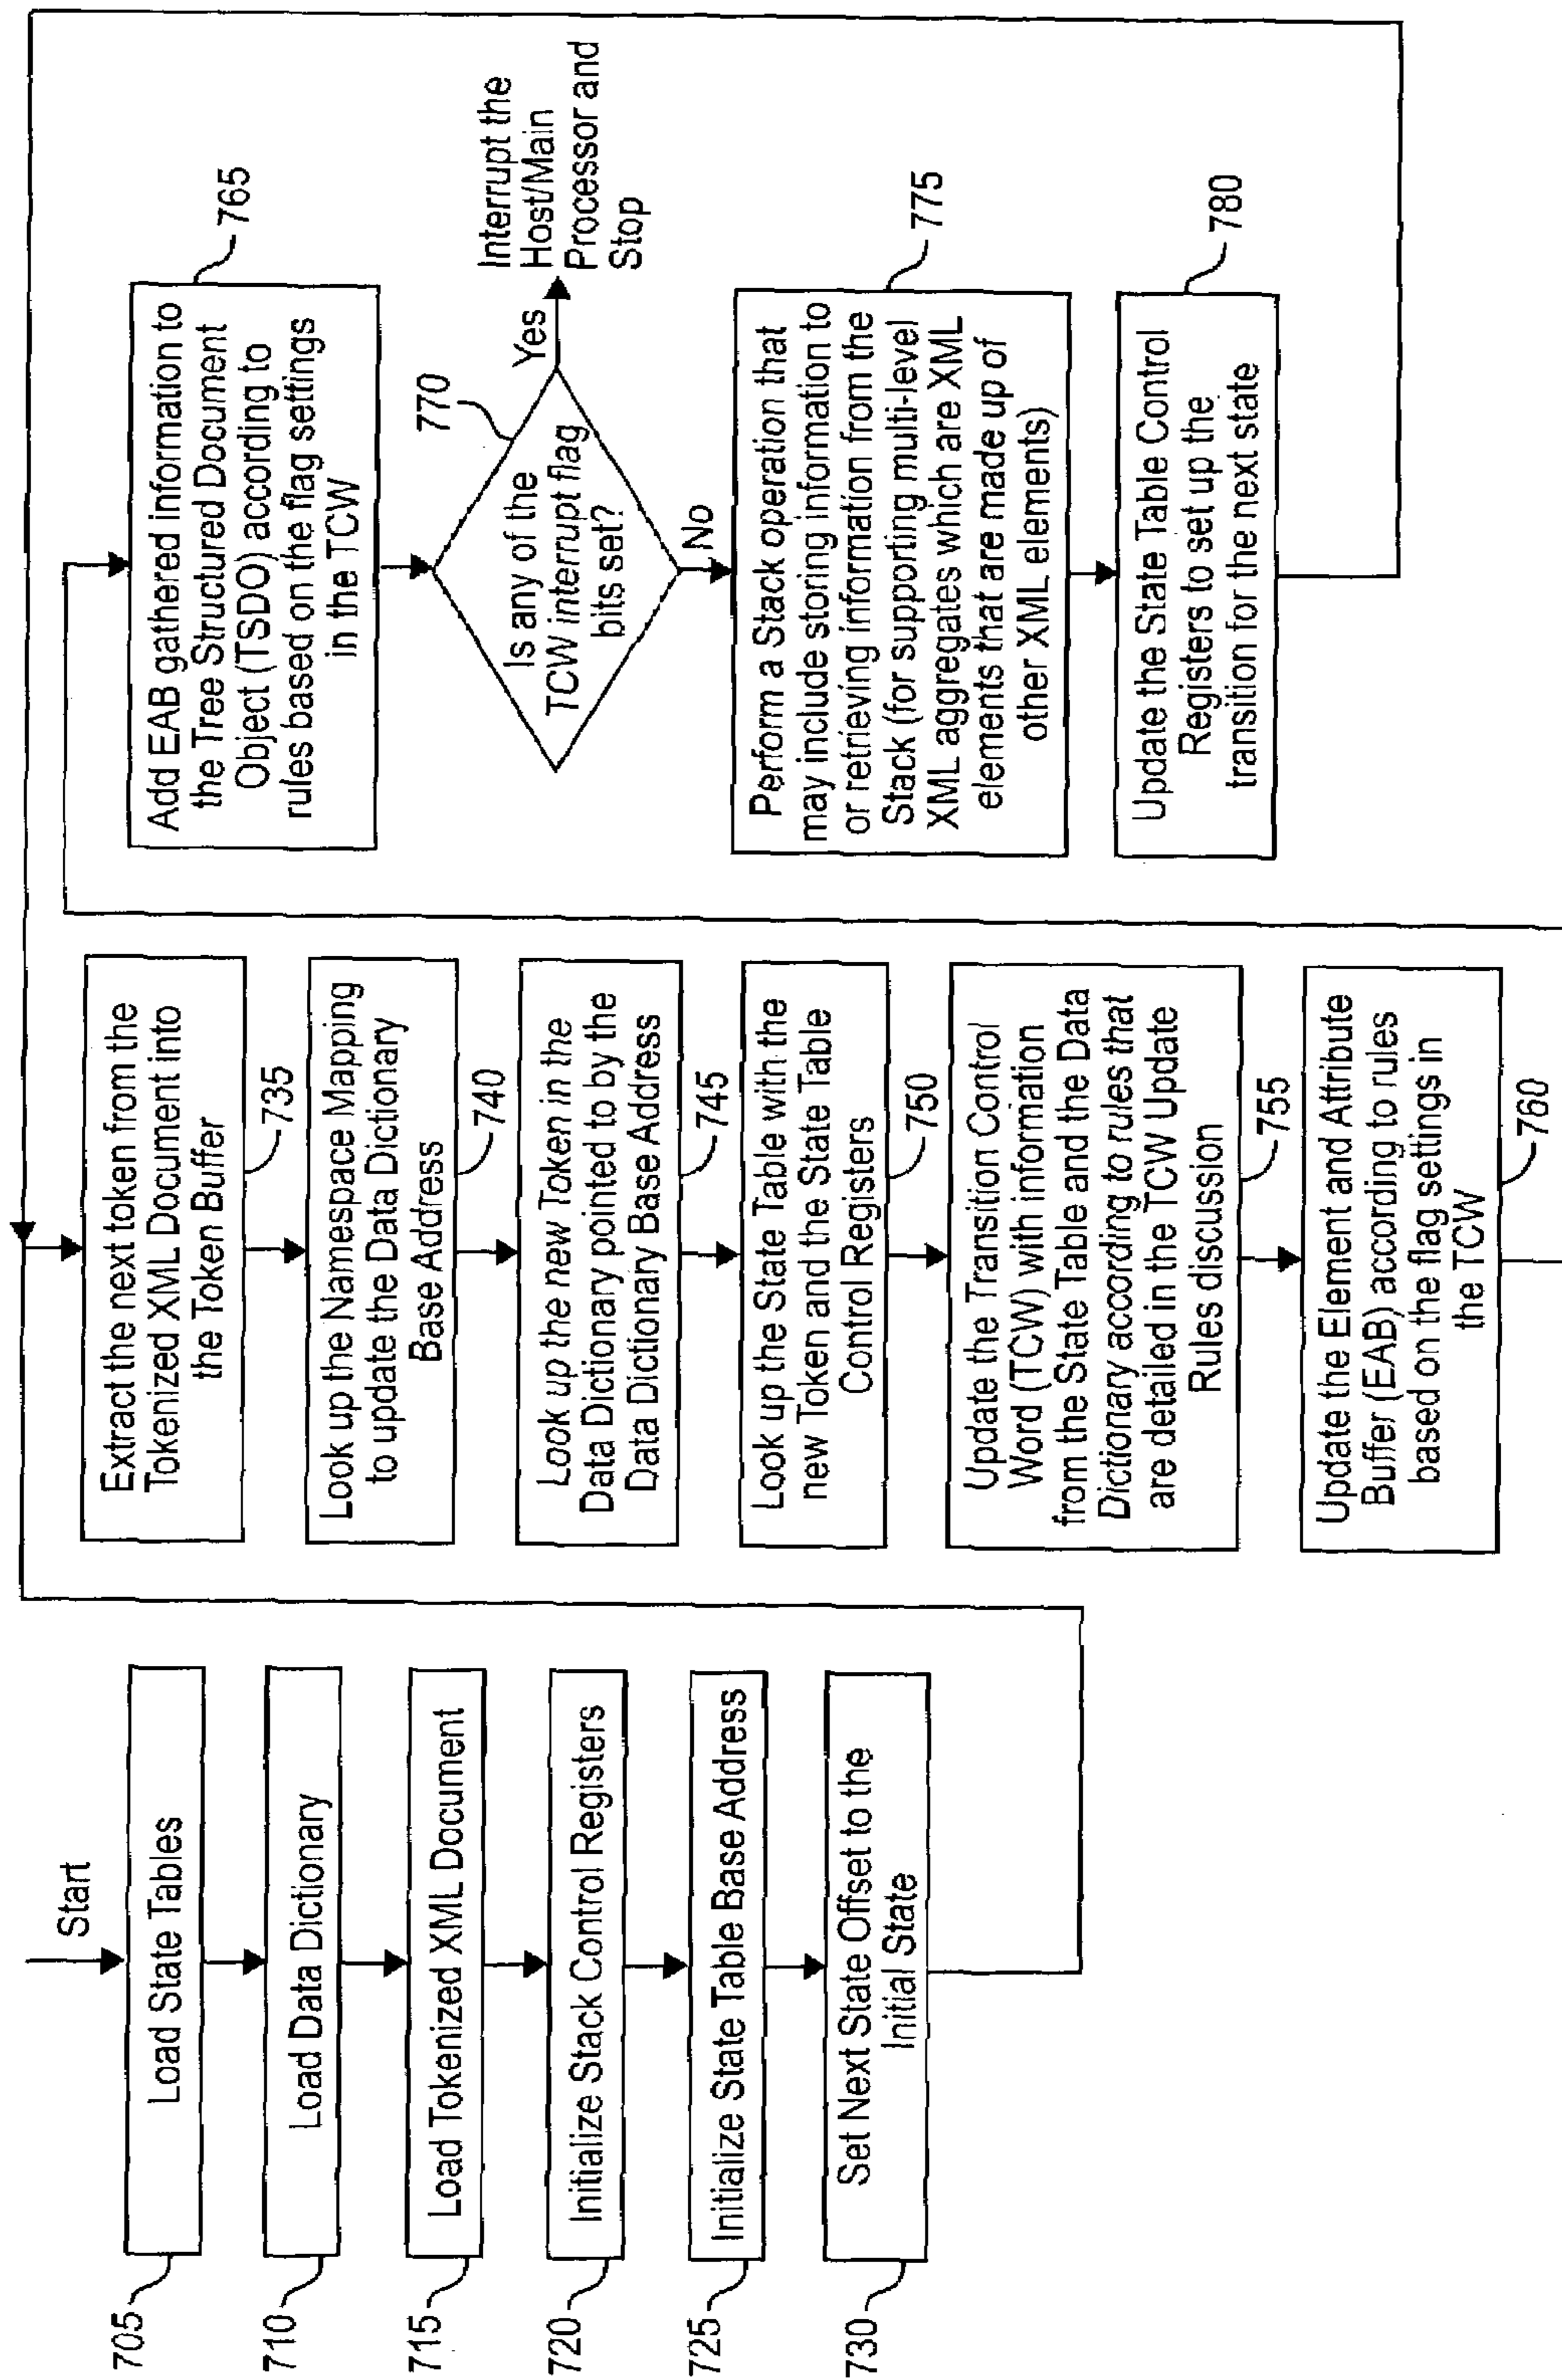 Start
705
Load State Tables
710
Load Data Dictionary
715
Load Tokenized XML Document
720
Initialize Stack Control Registers
725
Initialize State Table Base Address
730
Set Next State Offset to the
Initial State
Extract the next token from the
Tokenized XML Document into
the Token Buffer
735
Look up the Namespace Mapping
to update the Data Dictionary
Base Address
740
Look up the new Token in the
Data Dictionary pointed to by the
Data Dictionary Base Address
745
Look up the State Table with the
new Token and the State Table
Control Registers
750
Update the Transition Control
Word (TCW) with information
from the State Table and the Data
Dictionary according to rules that
are detailed in the TCW Update
Rules discussion
755
Update the Element and Attribute
Buffer (EAB) according to rules
based on the flag settings in
the TCW
760
Add EAB gathered information to
the Tree Structured Document
Object (TSDO) according to
rules based on the flag settings
in the TCW
765
Is any of the
TCW interrupt flag
bits set?
770
Yes
Interrupt the
Host/Main
Processor and
Stop
No
Perform a Stack operation that
may include storing information to
or retrieving information from the
Stack (for supporting multi-level
XML aggregates which are XML
elements that are made up of
other XML elements)
775
Update the State Table Control
Registers to set up the
transition for the next state
780